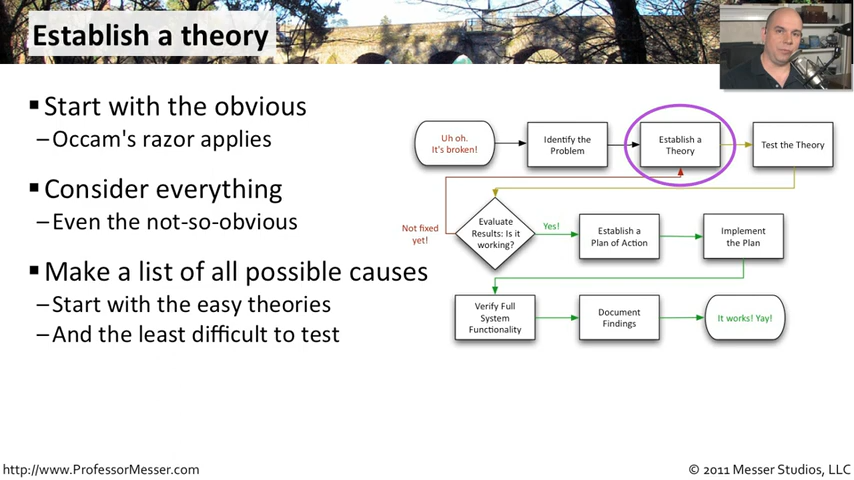 Establish a theory
▪ Start with the obvious
–Occam's razor applies
▪ Consider everything
–Even the not-so-obvious
▪ Make a list of all possible causes
–Start with the easy theories
–And the least difficult to test
Uh oh.
It's broken!
Identify the
Problem
Establish a
Theory
Test the Theory
Not fixed
yet!
Evaluate
Results: Is it
working?
Yes!
Establish a
Plan of Action
Implement
the Plan
Verify Full
System
Functionality
Document
Findings
It works! Yay!
http://www.ProfessorMesser.com
© 2011 Messer Studios, LLC